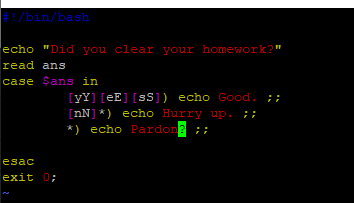 #!/bin/bash
echo "Did you clear your homework?"
read ans
case $ans in
[yY][eE][sS]) echo Good. ;;
[nN]*) echo Hurry up. ;;
*) echo Pardon? ;;
esac
exit 0;
~